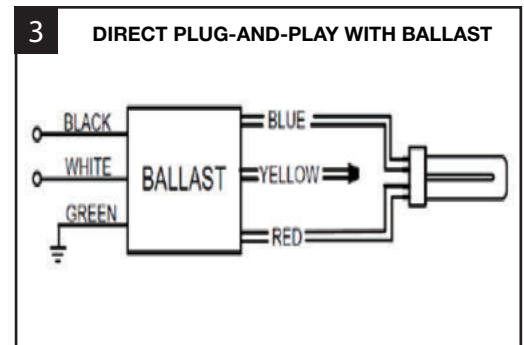 3
DIRECT PLUG-AND-PLAY WITH BALLAST
BLACK
WHITE
GREEN
BALLAST
BLUE
YELLOW
RED